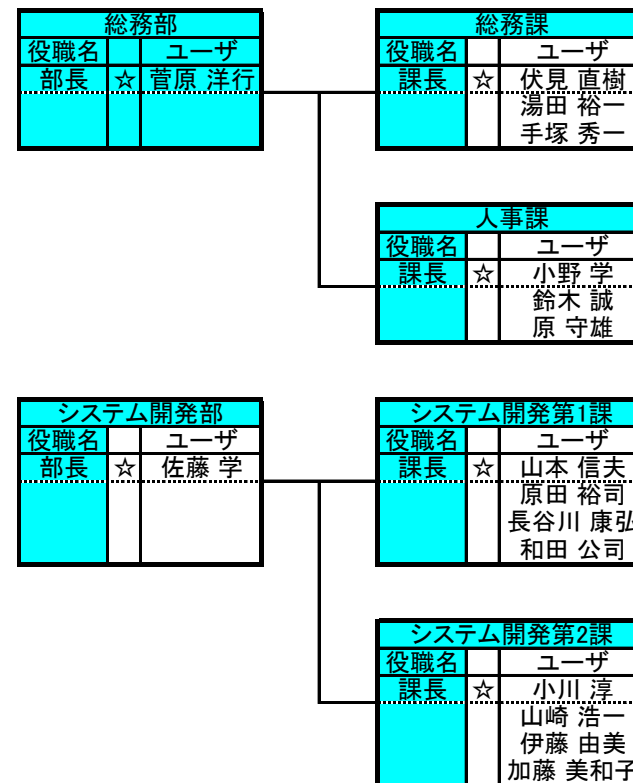 総務部
役職名 ユーザ
部長 ☆ 菅原 洋行
総務課
役職名 ユーザ
課長 ☆ 伏見 直樹
湯田 裕一
手塚 秀一
人事課
役職名 ユーザ
課長 ☆ 小野 学
鈴木 誠
原 守雄
システム開発部
役職名 ユーザ
部長 ☆ 佐藤 学
システム開発第1課
役職名 ユーザ
課長 ☆ 山本 信夫
原田 裕司
長谷川 康弘
和田 公司
システム開発第2課
役職名 ユーザ
課長 ☆ 小川 淳
山崎 浩一
伊藤 由美
加藤 美和子